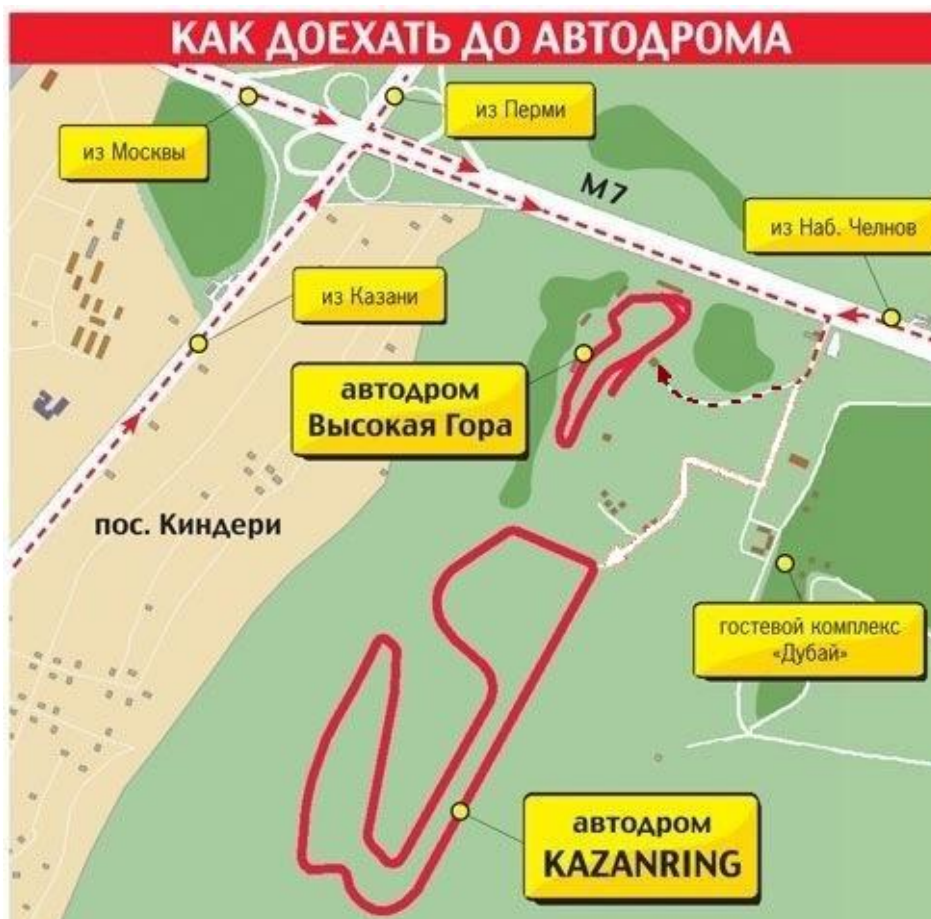 КАК ДОЕХАТЬ ДО АВТОДРОМА
из Москвы
из Перми
М7
из Наб. Челнов
из Казани
автодром
Высокая Гора
пос. Киндери
гостевой комплекс
«Дубай»
автодром
KAZANRING